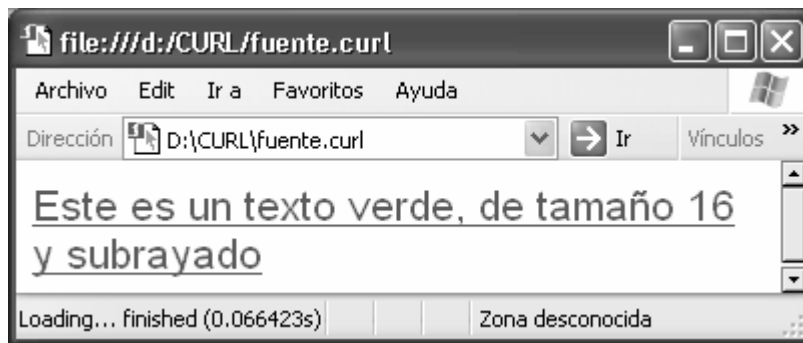 file:///d:/CURL/fuente.curl
Archivo Edit Ir a Favoritos Ayuda
Dirección D:\CURL\fuente.curl Ir Vínculos »
Este es un texto verde, de tamaño 16
y subrayado
Loading... finished (0.066423s) Zona desconocida